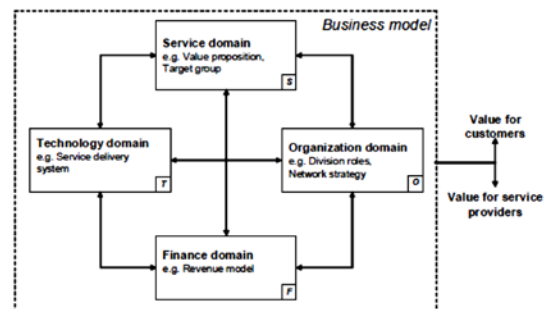 Business model
Service domain
e.g. Value proposition,
Target group
S
Technology domain
e.g. Service delivery
system
T
Organization domain
e.g. Division roles,
Network strategy
O
Finance domain
e.g. Revenue model
F
Value for
customers
Value for service
providers